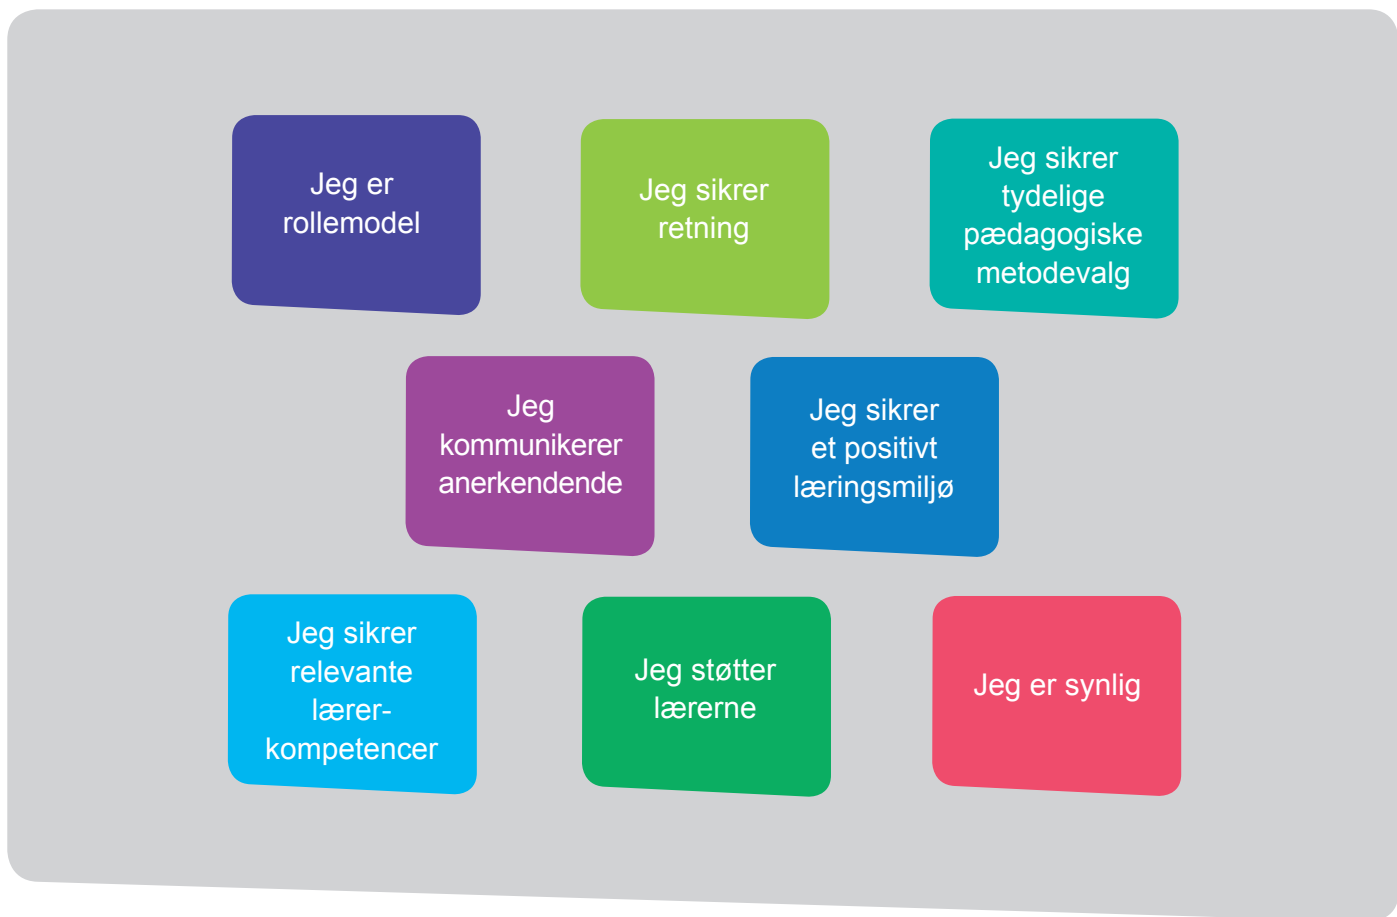 Jeg er
rollemodel
Jeg sikrer
retning
Jeg sikrer
tydelige
pædagogiske
metodevalg
Jeg
kommunikerer
anerkendende
Jeg sikrer
et positivt
læringsmiljø
Jeg sikrer
relevante
lærer-
kompetencer
Jeg støtter
lærerne
Jeg er synlig